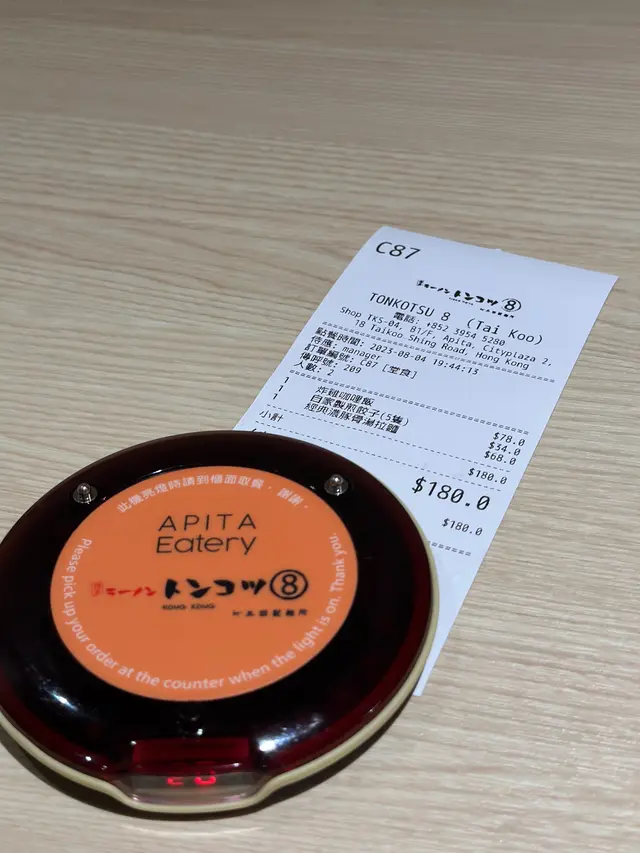 C87
ラーメン トンコツ 8
TONKOTSU 8 (Tai Koo)
電話: +852 3954 5280
Shop TKS-04, B1/F, Apita, Cityplaza 2,
18 Taikoo Shing Road, Hong Kong
點餐時間: 2023-08-04 19:44:13
侍應: manager
訂單編號: C87 [堂食]
傳呼號: 209
人數: 2
1 炸雞咖哩飯 $78.0
1 自家製煎餃子(5隻) $34.0
1 經典濃豚骨湯拉麵 $68.0
小計 $180.0
$180.0
$180.0
此機亮燈時請到櫃面取餐，謝謝。
APITA
Eatery
ラーメン トンコツ 8
HONG KONG
Please pick up your order at the counter when the light is on. Thank you.